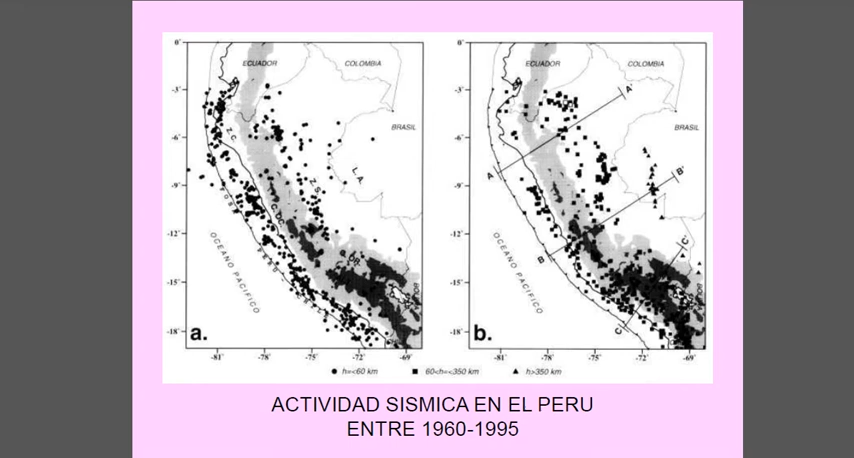 0°
-3°
-6°
-9°
-12°
-15°
-18°
ECUADOR
COLOMBIA
BRASIL
Z.C.
Z.S.
L.A.
OCEANO PACIFICO
a.
-81° -78° -75° -72° -69°
0°
-3°
-6°
-9°
-12°
-15°
-18°
ECUADOR
COLOMBIA
BRASIL
A'
A
B'
B
C'
C
OCEANO PACIFICO
b.
-81° -78° -75° -72° -69°
h=<60 km 60<h=<350 km h>350 km
ACTIVIDAD SISMICA EN EL PERU
ENTRE 1960-1995